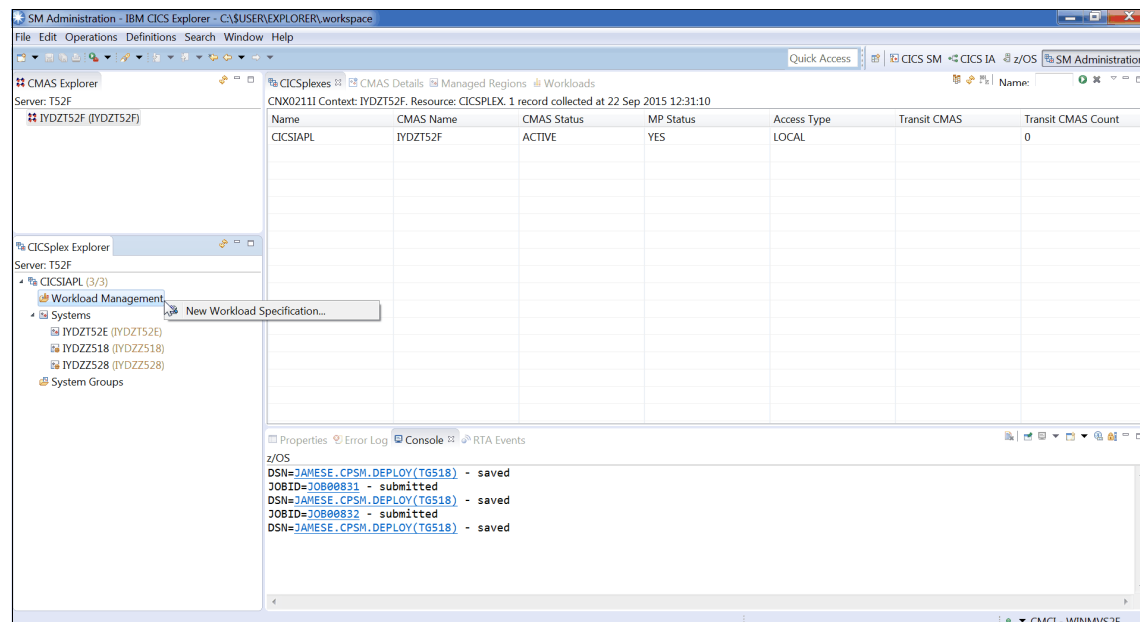 SM Administration - IBM CICS Explorer - C:\$USER\EXPLORER\.workspace
File Edit Operations Definitions Search Window Help
Quick Access CICS SM CICS IA z/OS SM Administration
CMAS Explorer
Server: T52F
IYDZT52F (IYDZT52F)
CICSplexes CMAS Details Managed Regions Workloads Name:
CNX0211I Context: IYDZT52F. Resource: CICSPLEX. 1 record collected at 22 Sep 2015 12:31:10
Name CMAS Name CMAS Status MP Status Access Type Transit CMAS Transit CMAS Count
CICSIAPL IYDZT52F ACTIVE YES LOCAL 0
CICSplex Explorer
Server: T52F
CICSIAPL (3/3)
Workload Management
New Workload Specification...
Systems
IYDZT52E (IYDZT52E)
IYDZZ518 (IYDZZ518)
IYDZZ528 (IYDZZ528)
System Groups
Properties Error Log Console RTA Events
z/OS
DSN=JAMESE.CPSM.DEPLOY(TG518) - saved
JOBID=JOB00831 - submitted
DSN=JAMESE.CPSM.DEPLOY(TG518) - saved
JOBID=JOB00832 - submitted
DSN=JAMESE.CPSM.DEPLOY(TG518) - saved
CMCI - WINMVS2F